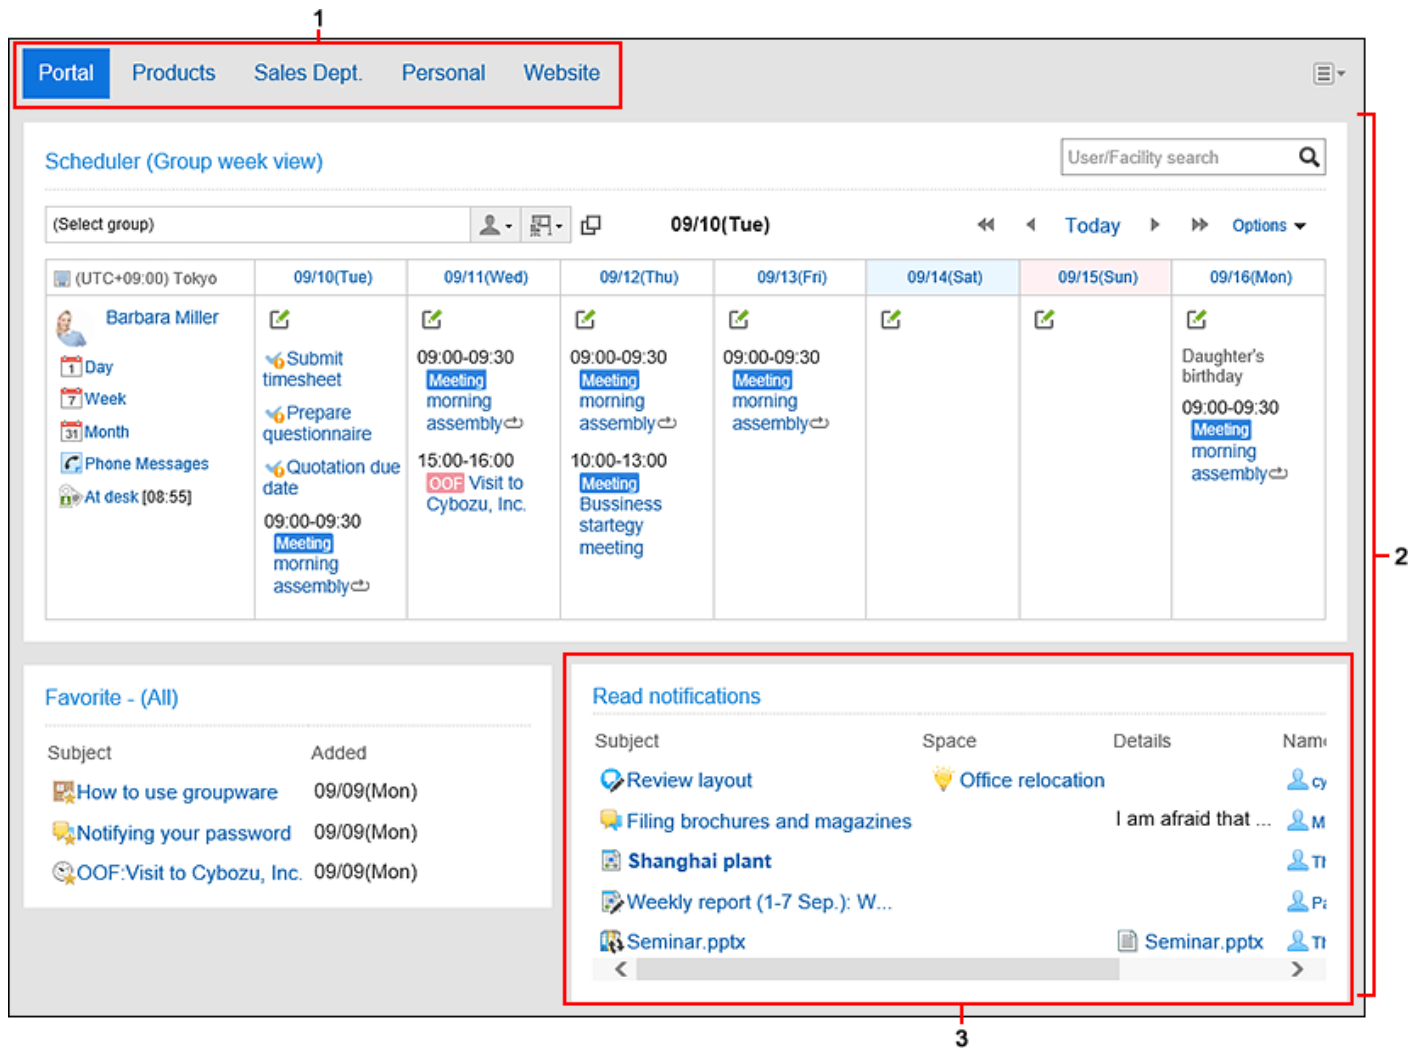 1
Portal Products Sales Dept. Personal Website
Scheduler (Group week view)
User/Facility search
(Select group)
09/10(Tue)
Today
Options
(UTC+09:00) Tokyo 09/10(Tue) 09/11(Wed) 09/12(Thu) 09/13(Fri) 09/14(Sat) 09/15(Sun) 09/16(Mon)
Barbara Miller
1 Day
7 Week
31 Month
Phone Messages
At desk [08:55]
Submit
timesheet
Prepare
questionnaire
Quotation due
date
09:00-09:30
Meeting
morning
assembly
09:00-09:30
Meeting
morning
assembly
15:00-16:00
OOF Visit to
Cybozu, Inc.
09:00-09:30
Meeting
morning
assembly
10:00-13:00
Meeting
Bussiness
startegy
meeting
09:00-09:30
Meeting
morning
assembly
Daughter's
birthday
09:00-09:30
Meeting
morning
assembly
2
Favorite - (All)
Subject Added
How to use groupware 09/09(Mon)
Notifying your password 09/09(Mon)
OOF:Visit to Cybozu, Inc. 09/09(Mon)
Read notifications
Subject Space Details Nam
Review layout Office relocation cy
Filing brochures and magazines I am afraid that ... M
Shanghai plant
Weekly report (1-7 Sep.): W... Pa
Seminar.pptx Seminar.pptx
3